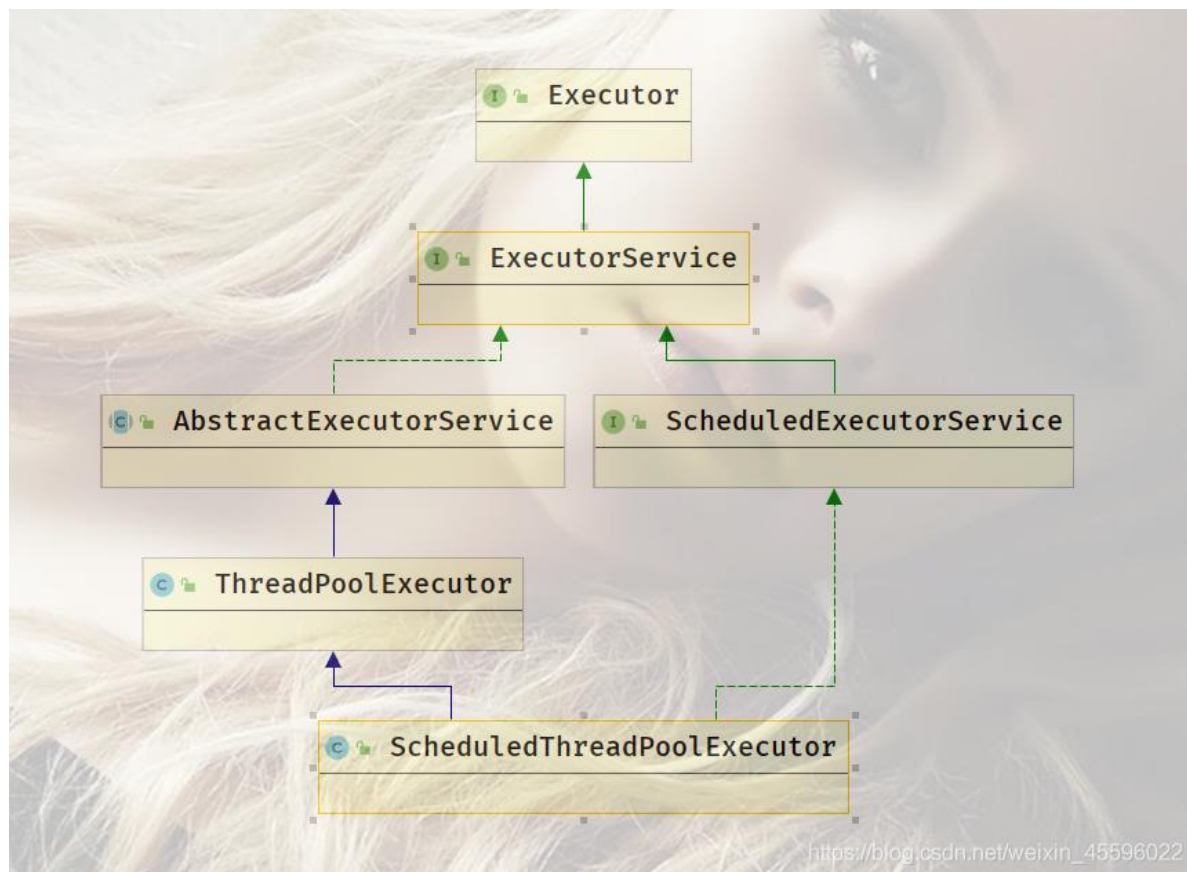 I Executor
I ExecutorService
C AbstractExecutorService
I ScheduledExecutorService
C ThreadPoolExecutor
C ScheduledThreadPoolExecutor
https://blog.csdn.net/weixin_45596022